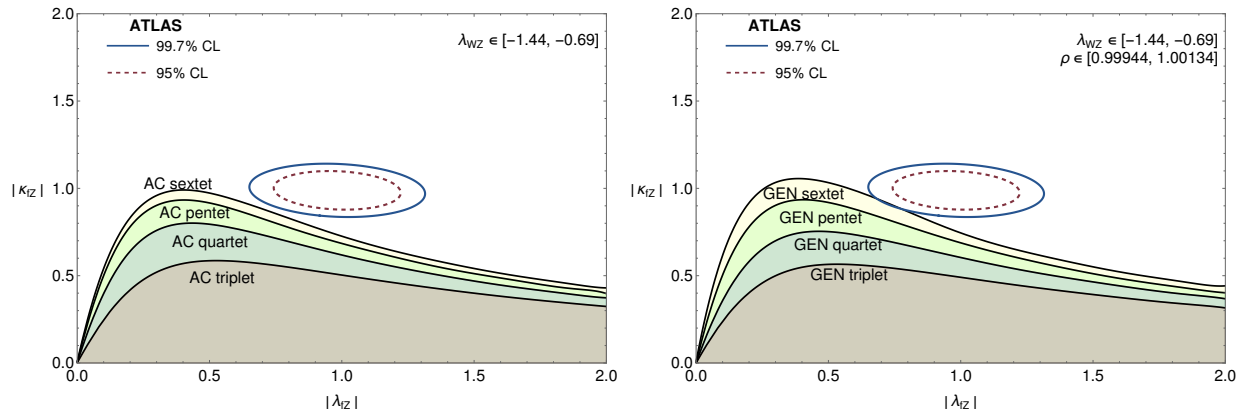 ATLAS
99.7% CL
95% CL
λWZ ∈ [−1.44, −0.69]
| κfZ |
2.0
1.5
1.0
0.5
0.0
AC sextet
AC pentet
AC quartet
AC triplet
0.0 0.5 1.0 1.5 2.0
| λfZ |
ATLAS
99.7% CL
95% CL
λWZ ∈ [−1.44, −0.69]
ρ ∈ [0.99944, 1.00134]
| κfZ |
2.0
1.5
1.0
0.5
0.0
GEN sextet
GEN pentet
GEN quartet
GEN triplet
0.0 0.5 1.0 1.5 2.0
| λfZ |